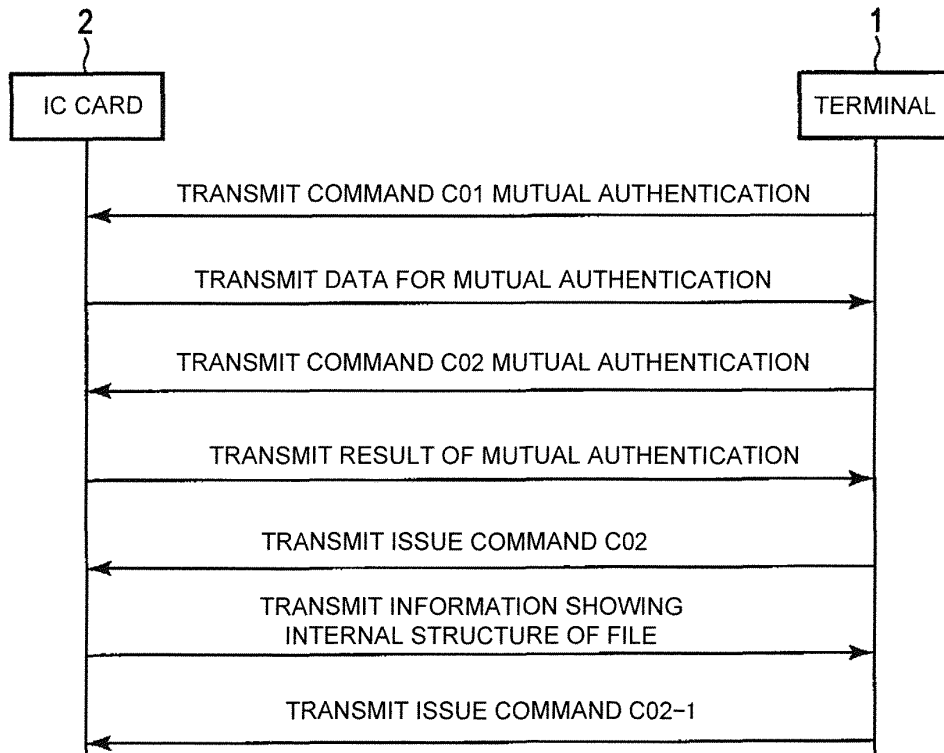 2
1
IC CARD
TERMINAL
TRANSMIT COMMAND C01 MUTUAL AUTHENTICATION
TRANSMIT DATA FOR MUTUAL AUTHENTICATION
TRANSMIT COMMAND C02 MUTUAL AUTHENTICATION
TRANSMIT RESULT OF MUTUAL AUTHENTICATION
TRANSMIT ISSUE COMMAND C02
TRANSMIT INFORMATION SHOWING
INTERNAL STRUCTURE OF FILE
TRANSMIT ISSUE COMMAND C02-1